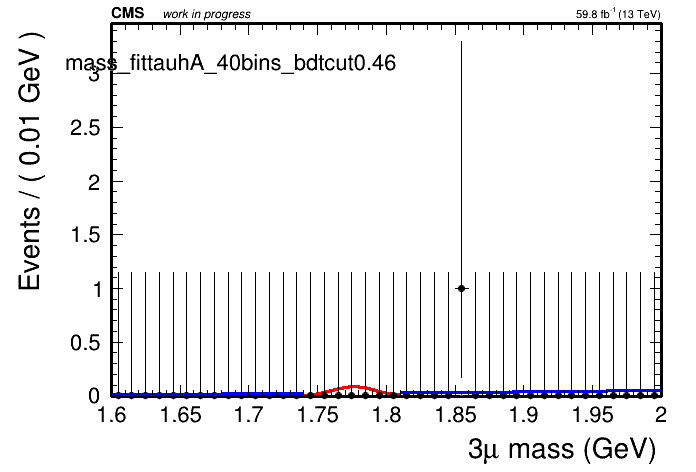 CMS work in progress 59.8 fb-1 (13 TeV)
mass_fittauhA_40bins_bdtcut0.46
Events / ( 0.01 GeV )
3
2.5
2
1.5
1
0.5
0
1.6 1.65 1.7 1.75 1.8 1.85 1.9 1.95 2
3μ mass (GeV)